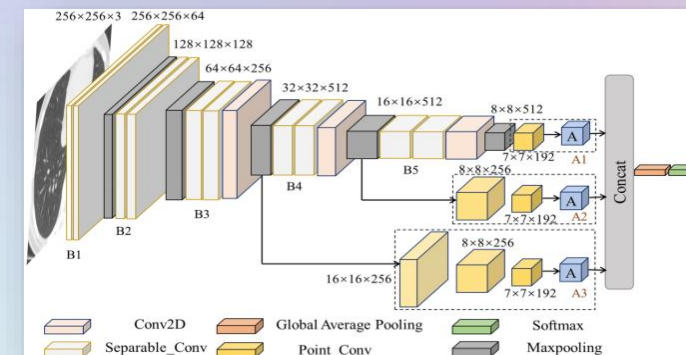 256×256×3 256×256×64
128×128×128
64×64×256
32×32×512
16×16×512
8×8×512
B1
B2
B3
B4
B5
7×7×192
A
A1
8×8×256
7×7×192
A
A2
16×16×256
8×8×256
7×7×192
A
A3
Concat
Conv2D Global Average Pooling Softmax
Separable_Conv Point_Conv Maxpooling